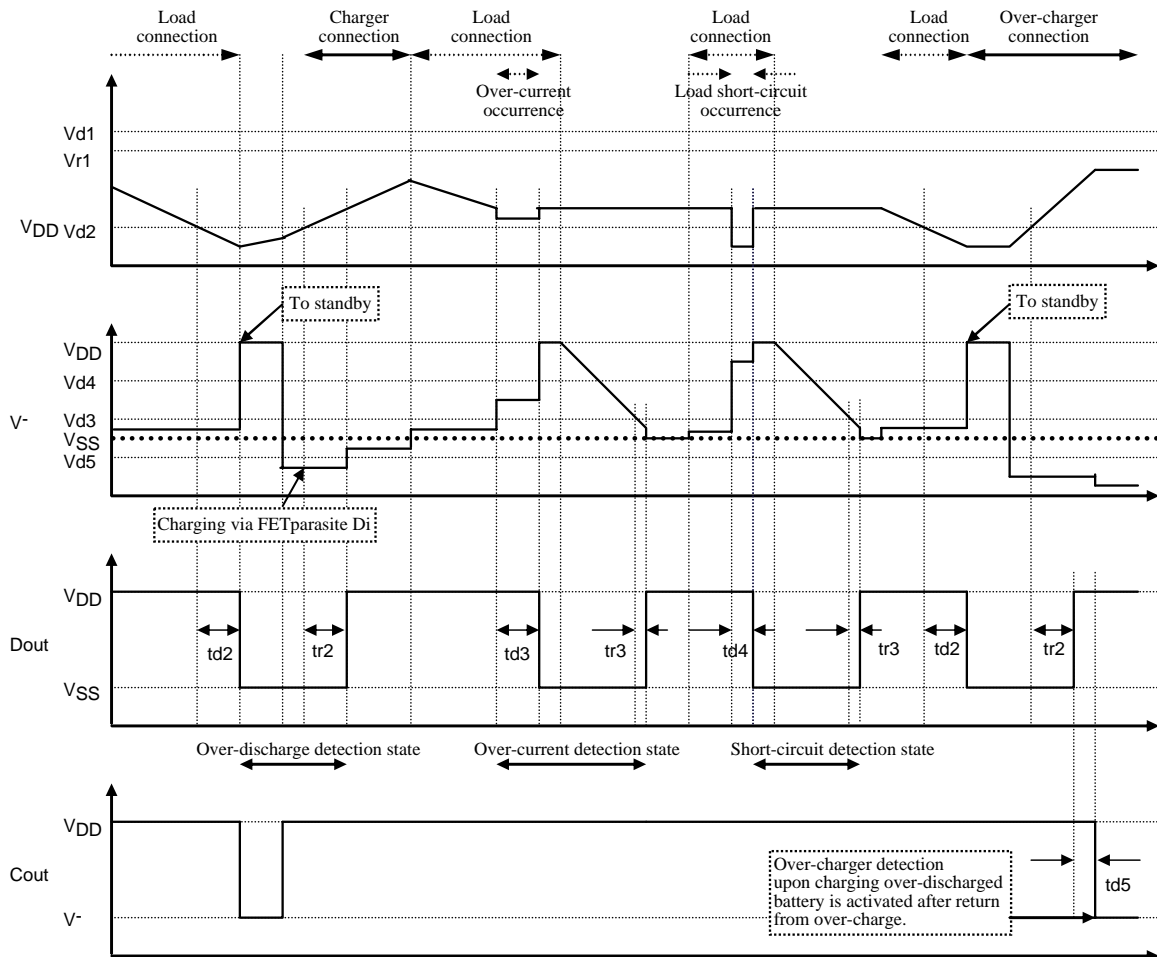 Load
connection
Charger
connection
Load
connection
Load
connection
Load
connection
Over-charger
connection
Over-current
occurrence
Load short-circuit
occurrence
Vd1
Vr1
VDD Vd2
To standby
To standby
VDD
Vd4
V- Vd3
VSS
Vd5
Charging via FETparasite Di
VDD
Dout
td2
tr2
td3
tr3
td4
tr3
td2
tr2
VSS
Over-discharge detection state
Over-current detection state
Short-circuit detection state
VDD
Cout
V-
Over-charger detection
upon charging over-discharged
battery is activated after return
from over-charge.
td5